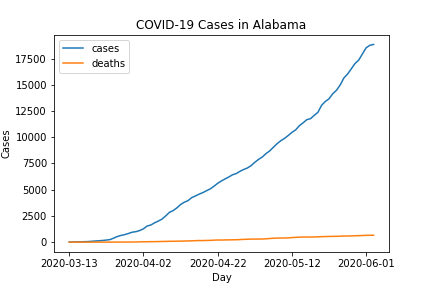 COVID-19 Cases in Alabama
cases
deaths
17500
15000
12500
10000
7500
5000
2500
0
Cases
2020-03-13 2020-04-02 2020-04-22 2020-05-12 2020-06-01
Day